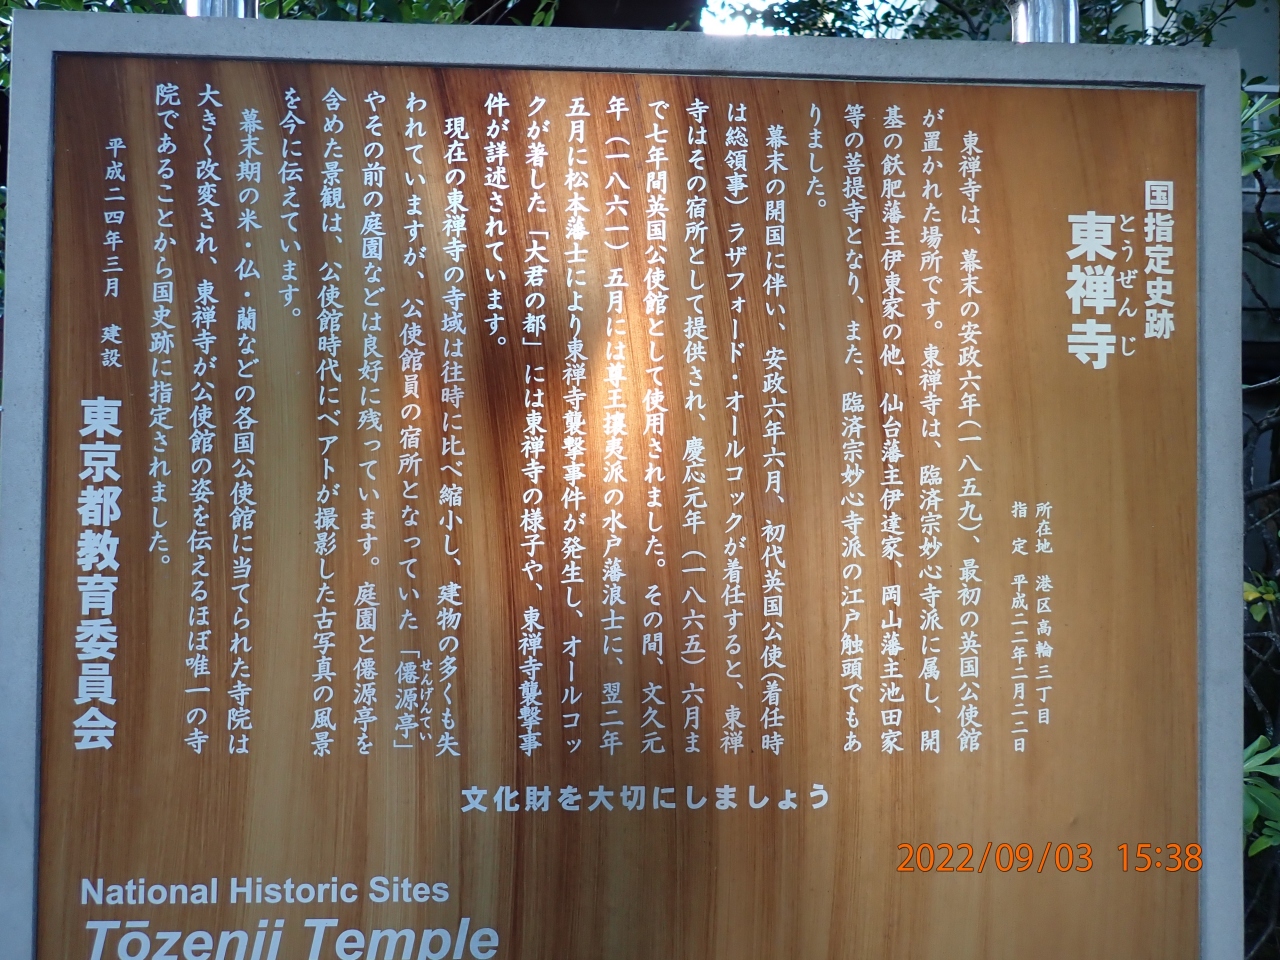 国指定史跡
とうぜんじ
東禅寺
所在地　港区高輪三丁目
指　定　平成二二年二月二二日
東禅寺は、幕末の安政六年(一八五九)、最初の英国公使館
が置かれた場所です。東禅寺は、臨済宗妙心寺派に属し、開
基の飫肥藩主伊東家の他、仙台藩主伊達家、岡山藩主池田家
等の菩提寺となり、また、臨済宗妙心寺派の江戸触頭でもあ
りました。
幕末の開国に伴い、安政六年六月、初代英国公使(着任時
は総領事)ラザフォード・オールコックが着任すると、東禅
寺はその宿所として提供され、慶応元年(一八六五)六月ま
で七年間英国公使館として使用されました。その間、文久元
年(一八六一)五月には尊王攘夷派の水戸藩浪士に、翌二年
五月に松本藩士により東禅寺襲撃事件が発生し、オールコッ
クが著した「大君の都」には東禅寺の様子や、東禅寺襲撃事
件が詳述されています。
現在の東禅寺の寺域は往時に比べ縮小し、建物の多くも失
われていますが、公使館員の宿所となっていた「僊源亭」
せんげんてい
やその前の庭園などは良好に残っています。庭園と僊源亭を
含めた景観は、公使館時代にベアトが撮影した古写真の風景
を今に伝えています。
幕末期の米・仏・蘭などの各国公使館に当てられた寺院は
大きく改変され、東禅寺が公使館の姿を伝えるほぼ唯一の寺
院であることから国史跡に指定されました。
平成二四年三月　建設
東京都教育委員会
文化財を大切にしましょう
National Historic Sites
Tōzenji Temple
2022/09/03 15:38